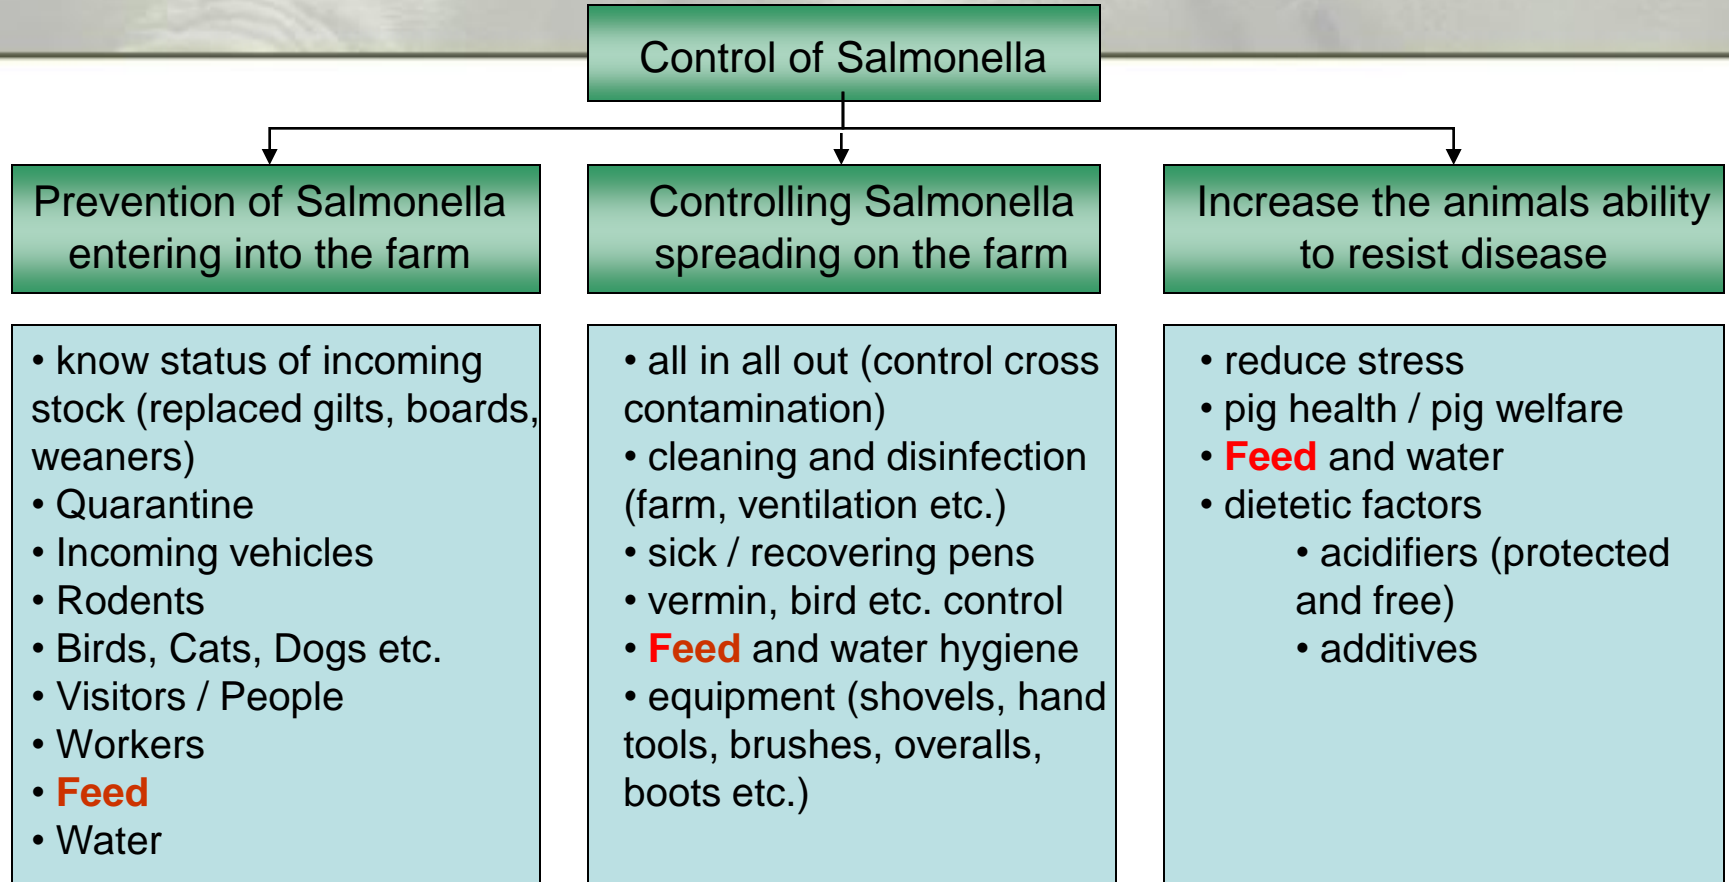 Control of Salmonella
Prevention of Salmonella
entering into the farm
• know status of incoming
stock (replaced gilts, boards,
weaners)
• Quarantine
• Incoming vehicles
• Rodents
• Birds, Cats, Dogs etc.
• Visitors / People
• Workers
• Feed
• Water
Controlling Salmonella
spreading on the farm
• all in all out (control cross
contamination)
• cleaning and disinfection
(farm, ventilation etc.)
• sick / recovering pens
• vermin, bird etc. control
• Feed and water hygiene
• equipment (shovels, hand
tools, brushes, overalls,
boots etc.)
Increase the animals ability
to resist disease
• reduce stress
• pig health / pig welfare
• Feed and water
• dietetic factors
• acidifiers (protected
and free)
• additives